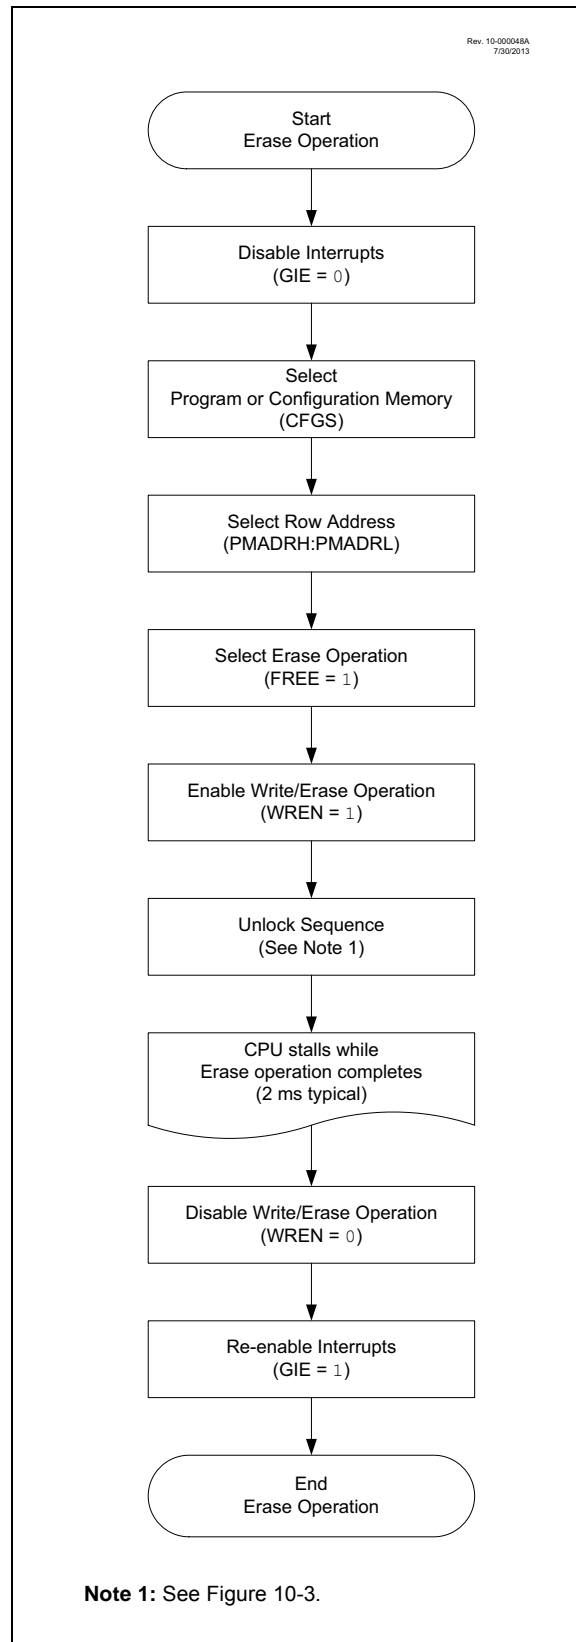 Rev. 10-000048A
7/30/2013
Start
Erase Operation
Disable Interrupts
(GIE = 0)
Select
Program or Configuration Memory
(CFGS)
Select Row Address
(PMADRH:PMADRL)
Select Erase Operation
(FREE = 1)
Enable Write/Erase Operation
(WREN = 1)
Unlock Sequence
(See Note 1)
CPU stalls while
Erase operation completes
(2 ms typical)
Disable Write/Erase Operation
(WREN = 0)
Re-enable Interrupts
(GIE = 1)
End
Erase Operation
Note 1: See Figure 10-3.